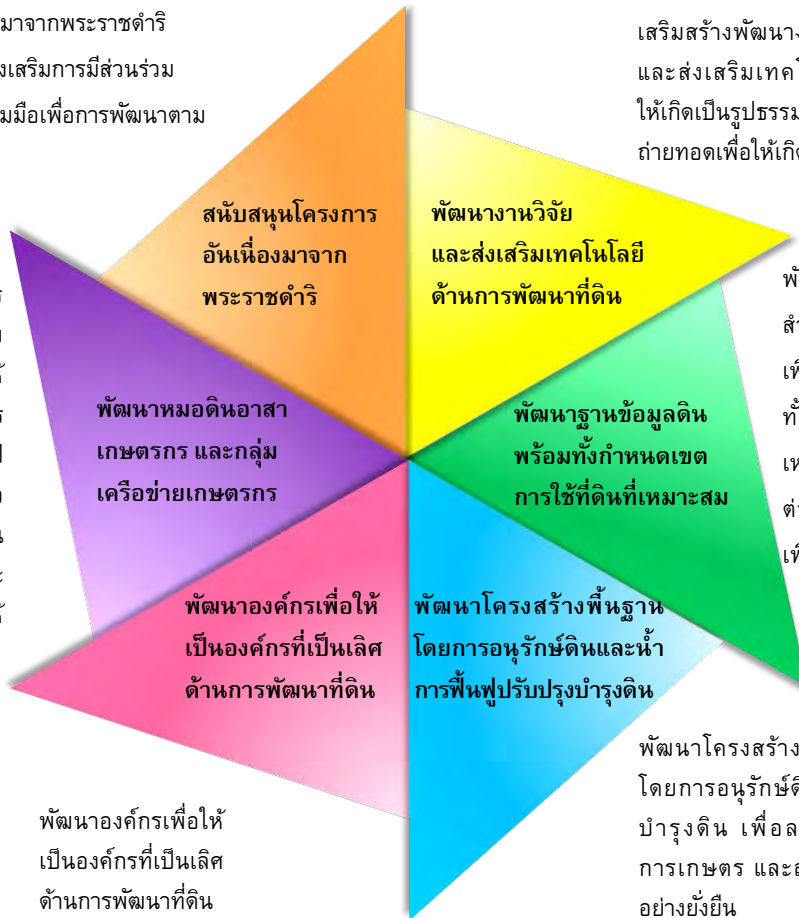 มาจากพระราชดำริ
เสริมการมีส่วนร่วม
มมือเพื่อการพัฒนาตาม
เสริมสร้างพัฒนาง
และส่งเสริมเทคโ
ให้เกิดเป็นรูปธรรม
ถ่ายทอดเพื่อให้เกิ
สนับสนุนโครงการ
อันเนื่องมาจาก
พระราชดำริ
พัฒนางานวิจัย
และส่งเสริมเทคโนโลยี
ด้านการพัฒนาที่ดิน
พัฒนาหมอดินอาสา
เกษตรกร และกลุ่ม
เครือข่ายเกษตรกร
พัฒนาฐานข้อมูลดิน
พร้อมทั้งกำหนดเขต
การใช้ที่ดินที่เหมาะสม
พัฒนาองค์กรเพื่อให้
เป็นองค์กรที่เป็นเลิศ
ด้านการพัฒนาที่ดิน
พัฒนาโครงสร้างพื้นฐาน
โดยการอนุรักษ์ดินและน้ำ
การฟื้นฟูปรับปรุงบำรุงดิน
พัฒนาองค์กรเพื่อให้
เป็นองค์กรที่เป็นเลิศ
ด้านการพัฒนาที่ดิน
พัฒนาโครงสร้าง
โดยการอนุรักษ์ดิ
บำรุงดิน เพื่อล
การเกษตร และ
อย่างยั่งยืน